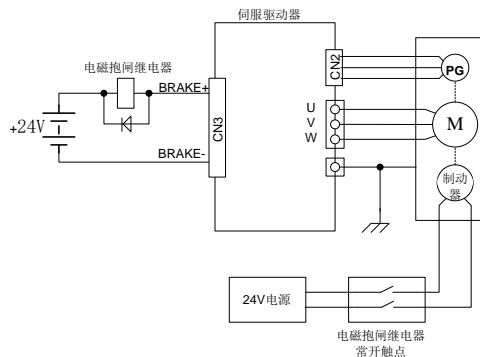 伺服驱动器
电磁抱闸继电器
BRAKE+
CN2
PG
+24V
CN3
U
V
W
M
BRAKE-
制动
器
24V电源
电磁抱闸继电器
常开触点